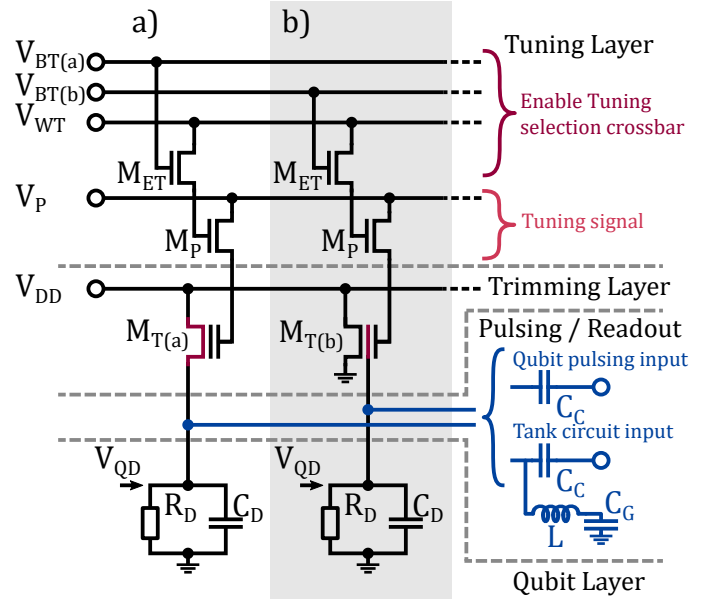 a)
b)
Tuning Layer
V_BT(a)
V_BT(b)
V_WT
Enable Tuning
selection crossbar
M_ET
M_ET
V_P
Tuning signal
M_P
M_P
V_DD
Trimming Layer
M_T(a)
M_T(b)
Pulsing / Readout
Qubit pulsing input
C_C
Tank circuit input
C_C
V_QD
V_QD
R_D
C_D
R_D
C_D
C_G
L
Qubit Layer